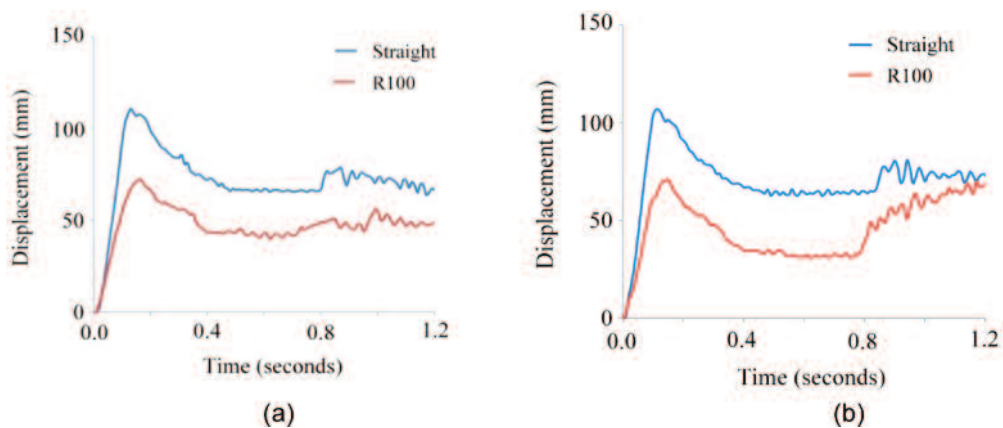 150
100
50
0
Displacement (mm)
Straight
R100
0.0 0.4 0.8 1.2
Time (seconds)
(a)
150
100
50
0
Displacement (mm)
Straight
R100
0.0 0.4 0.8 1.2
Time (seconds)
(b)